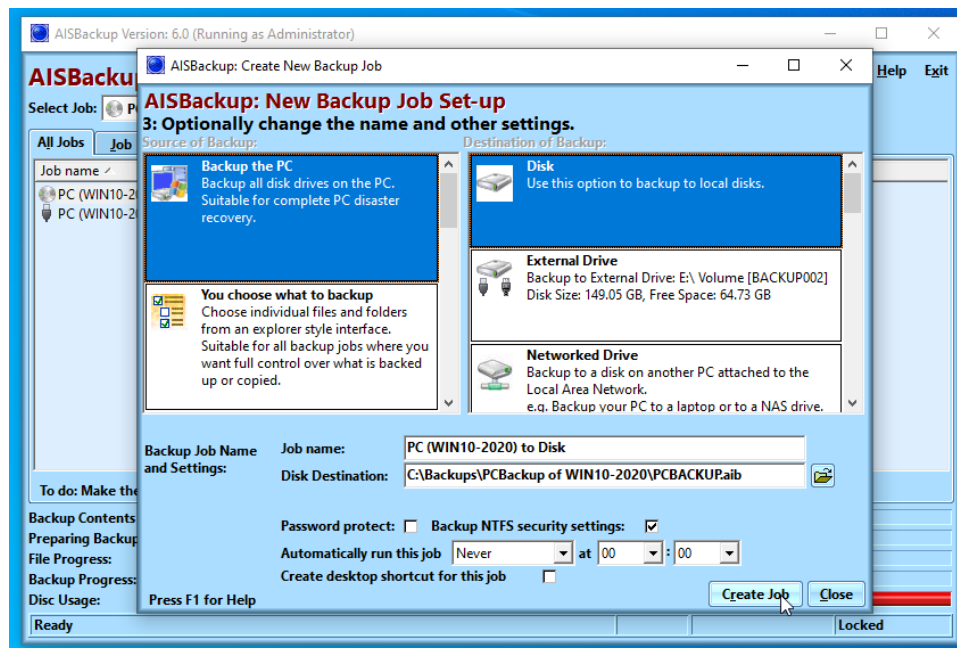 AISBackup Version: 6.0 (Running as Administrator)
AISBackup: Create New Backup Job
Help Exit
Select Job:
All Jobs Job
Job name
PC (WIN10-2
PC (WIN10-2
To do: Make the
Backup Contents
Preparing Backup
File Progress:
Backup Progress:
Disc Usage:
Ready
Locked
AISBackup: New Backup Job Set-up
3: Optionally change the name and other settings.
Source of Backup:
Destination of Backup:
Backup the PC
Backup all disk drives on the PC.
Suitable for complete PC disaster
recovery.
You choose what to backup
Choose individual files and folders
from an explorer style interface.
Suitable for all backup jobs where you
want full control over what is backed
up or copied.
Disk
Use this option to backup to local disks.
External Drive
Backup to External Drive: E:\ Volume [BACKUP002]
Disk Size: 149.05 GB, Free Space: 64.73 GB
Networked Drive
Backup to a disk on another PC attached to the
Local Area Network.
e.g. Backup your PC to a laptop or to a NAS drive.
Backup Job Name
and Settings:
Job name: PC (WIN10-2020) to Disk
Disk Destination: C:\Backups\PCBackup of WIN10-2020\PCBACKUP.aib
Password protect: Backup NTFS security settings:
Automatically run this job Never at 00 : 00
Create desktop shortcut for this job
Press F1 for Help
Create Job Close